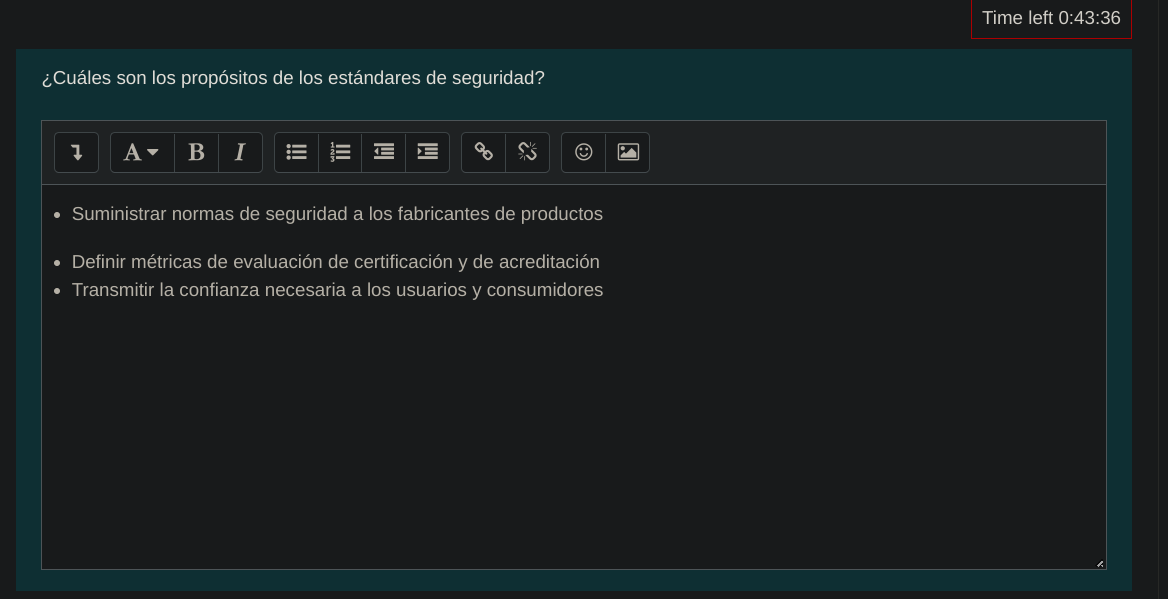 Time left 0:43:36
¿Cuáles son los propósitos de los estándares de seguridad?
A B I
Suministrar normas de seguridad a los fabricantes de productos
Definir métricas de evaluación de certificación y de acreditación
Transmitir la confianza necesaria a los usuarios y consumidores